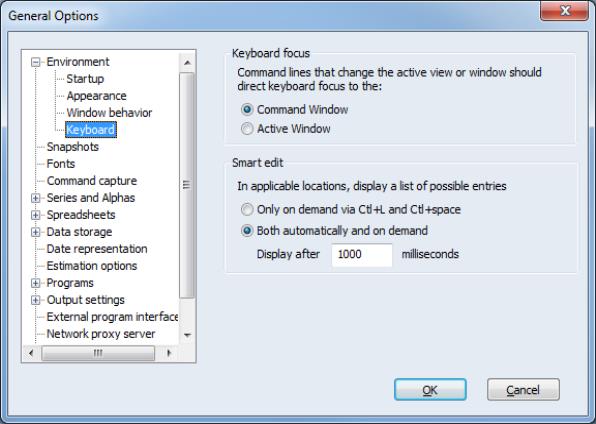 General Options
Environment
Startup
Appearance
Window behavior
Keyboard
Snapshots
Fonts
Command capture
Series and Alphas
Spreadsheets
Data storage
Date representation
Estimation options
Programs
Output settings
External program interface
Network proxy server
Keyboard focus
Command lines that change the active view or window should
direct keyboard focus to the:
Command Window
Active Window
Smart edit
In applicable locations, display a list of possible entries
Only on demand via Ctl+L and Ctl+space
Both automatically and on demand
Display after 1000 milliseconds
OK Cancel